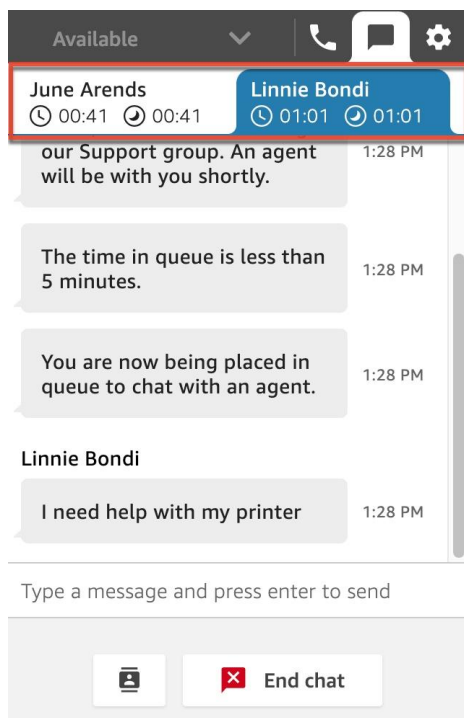 Available
June Arends
00:41 00:41
Linnie Bondi
01:01 01:01
our Support group. An agent
will be with you shortly.
1:28 PM
The time in queue is less than
5 minutes.
1:28 PM
You are now being placed in
queue to chat with an agent.
1:28 PM
Linnie Bondi
I need help with my printer
1:28 PM
Type a message and press enter to send
End chat